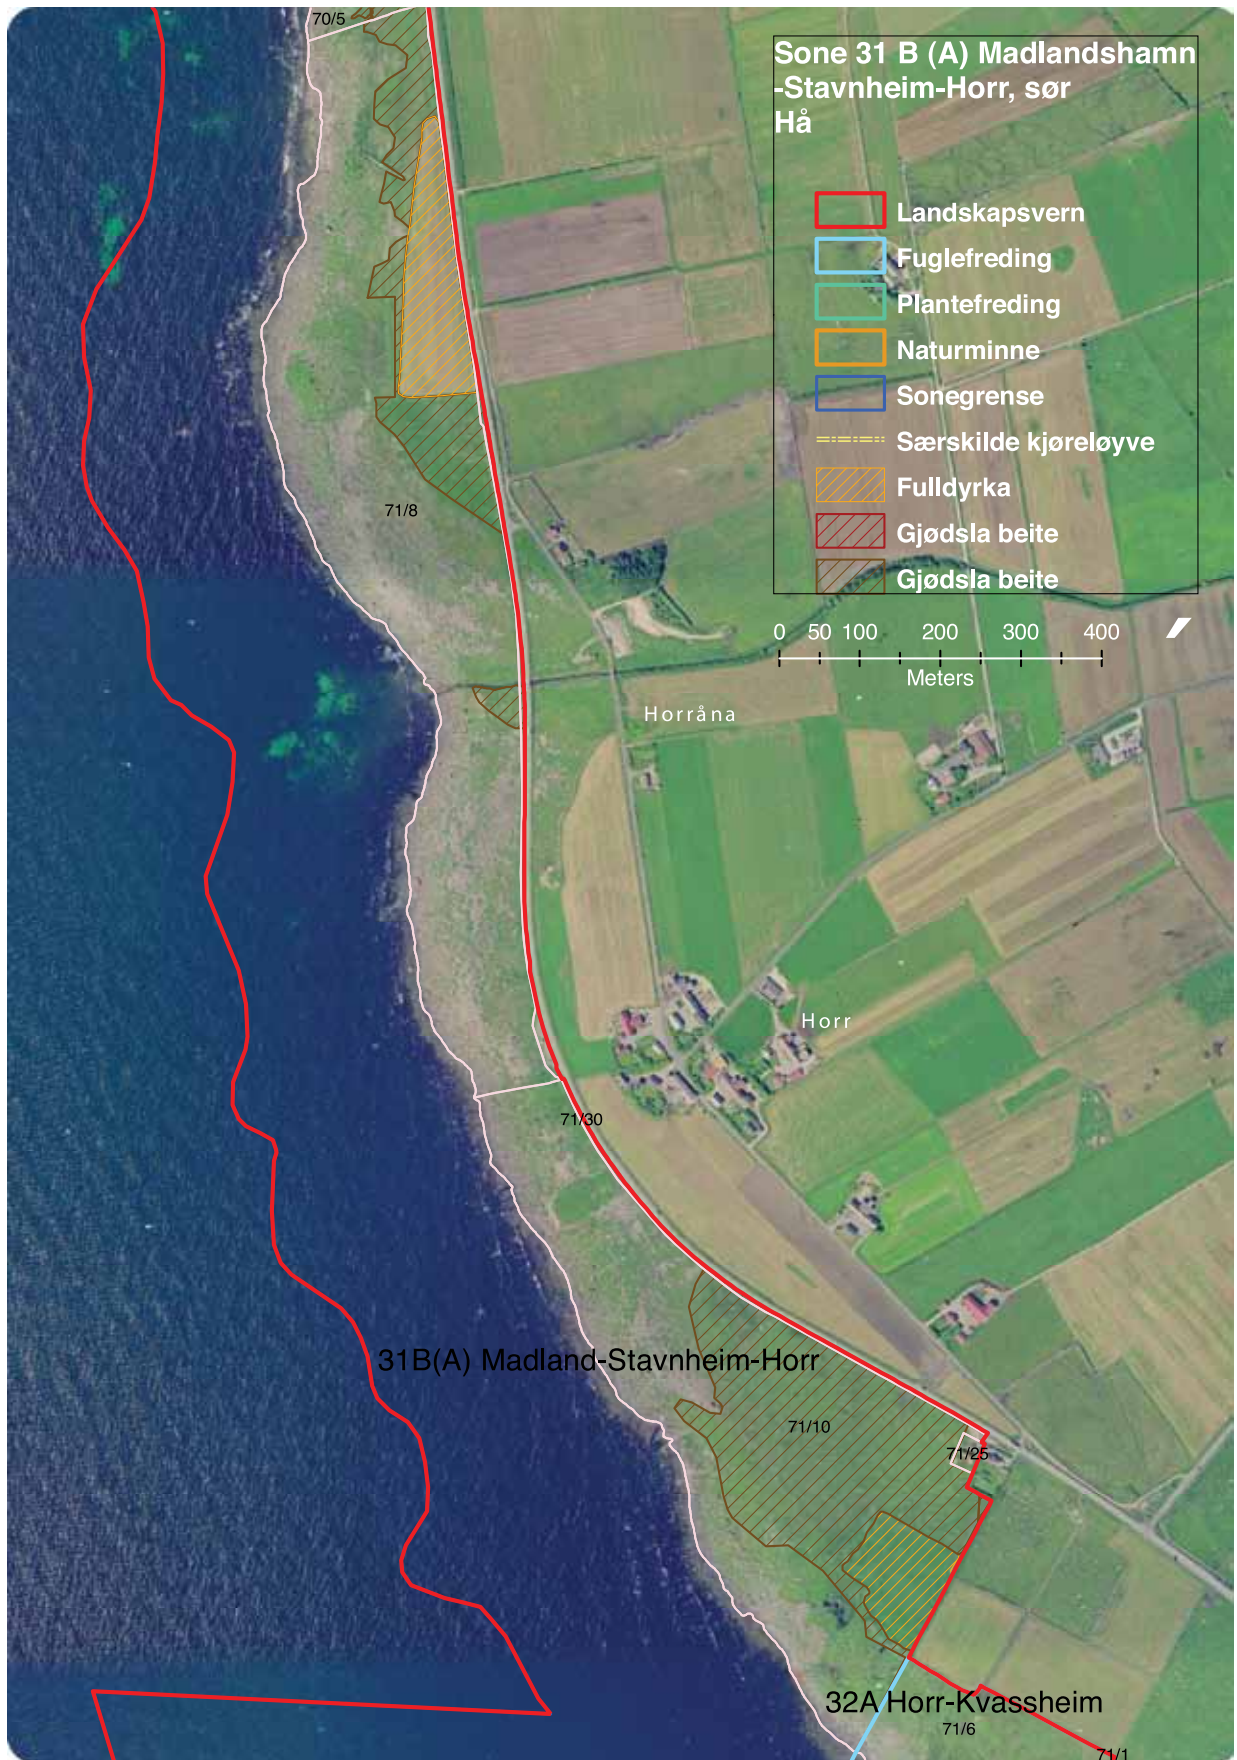 70/5
Sone 31 B (A) Madlandshamn
-Stavnheim-Horr, sør
Hå
Landskapsvern
Fuglefreding
Plantefreding
Naturminne
Sonegrense
Særskilde kjøreløyve
Fulldyrka
Gjødsla beite
Gjødsla beite
0 50 100 200 300 400
Meters
71/8
Horråna
Horr
71/30
31B(A) Madland-Stavnheim-Horr
71/10
71/25
32A Horr-Kvassheim
71/6
71/1